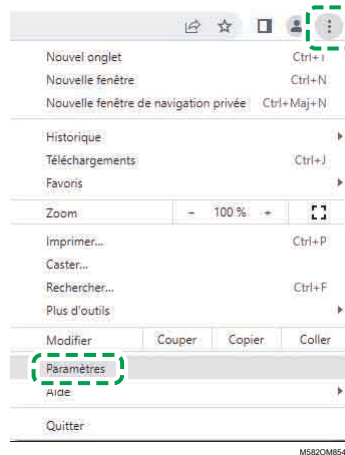 Nouvel onglet Ctrl+T
Nouvelle fenêtre Ctrl+N
Nouvelle fenêtre de navigation privée Ctrl+Maj+N
Historique
Téléchargements Ctrl+J
Favoris
Zoom - 100 % +
Imprimer... Ctrl+P
Caster...
Rechercher... Ctrl+F
Plus d'outils
Modifier Couper Copier Coller
Paramètres
Aide
Quitter
M582OM854